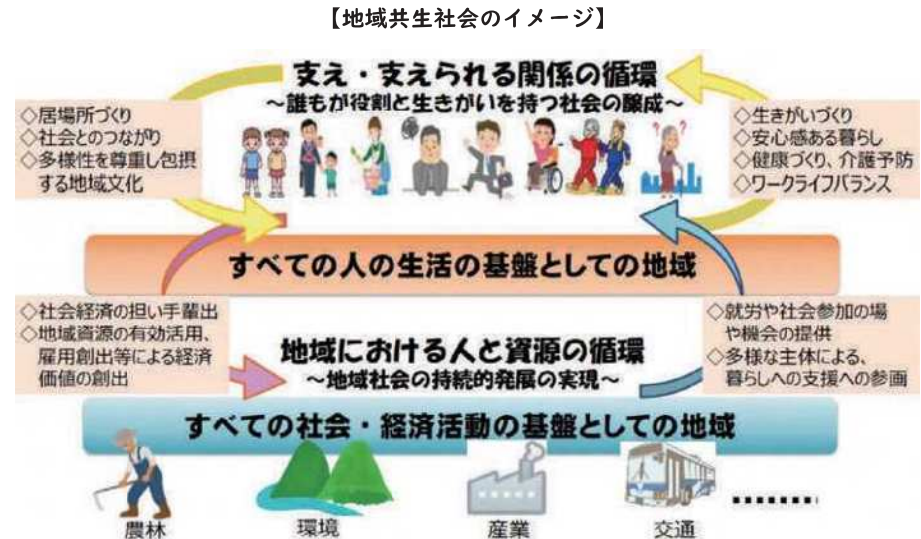 【地域共生社会のイメージ】
支え・支えられる関係の循環
～誰もが役割と生きがいを持つ社会の醸成～
◇居場所づくり
◇社会とのつながり
◇多様性を尊重し包摂
する地域文化
◇生きがいづくり
◇安心感ある暮らし
◇健康づくり、介護予防
◇ワークライフバランス
すべての人の生活の基盤としての地域
◇社会経済の担い手輩出
◇地域資源の有効活用、
雇用創出等による経済
価値の創出
地域における人と資源の循環
～地域社会の持続的発展の実現～
◇就労や社会参加の場
や機会の提供
◇多様な主体による、
暮らしへの支援への参画
すべての社会・経済活動の基盤としての地域
農林
環境
産業
交通